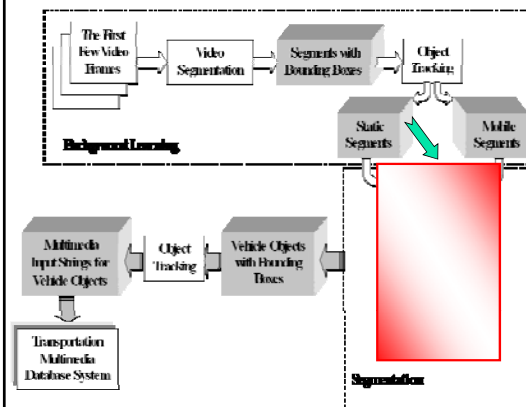 The First
Few Video
Frames
Video
Segmentation
Segments with
Bounding Boxes
Object
Tracking
Static
Segments
Mobile
Segments
Background Learning
Multimedia
Input Strings for
Vehicle Objects
Object
Tracking
Vehicle Objects
with Bounding
Boxes
Transportation
Multimedia
Database System
Segmentation